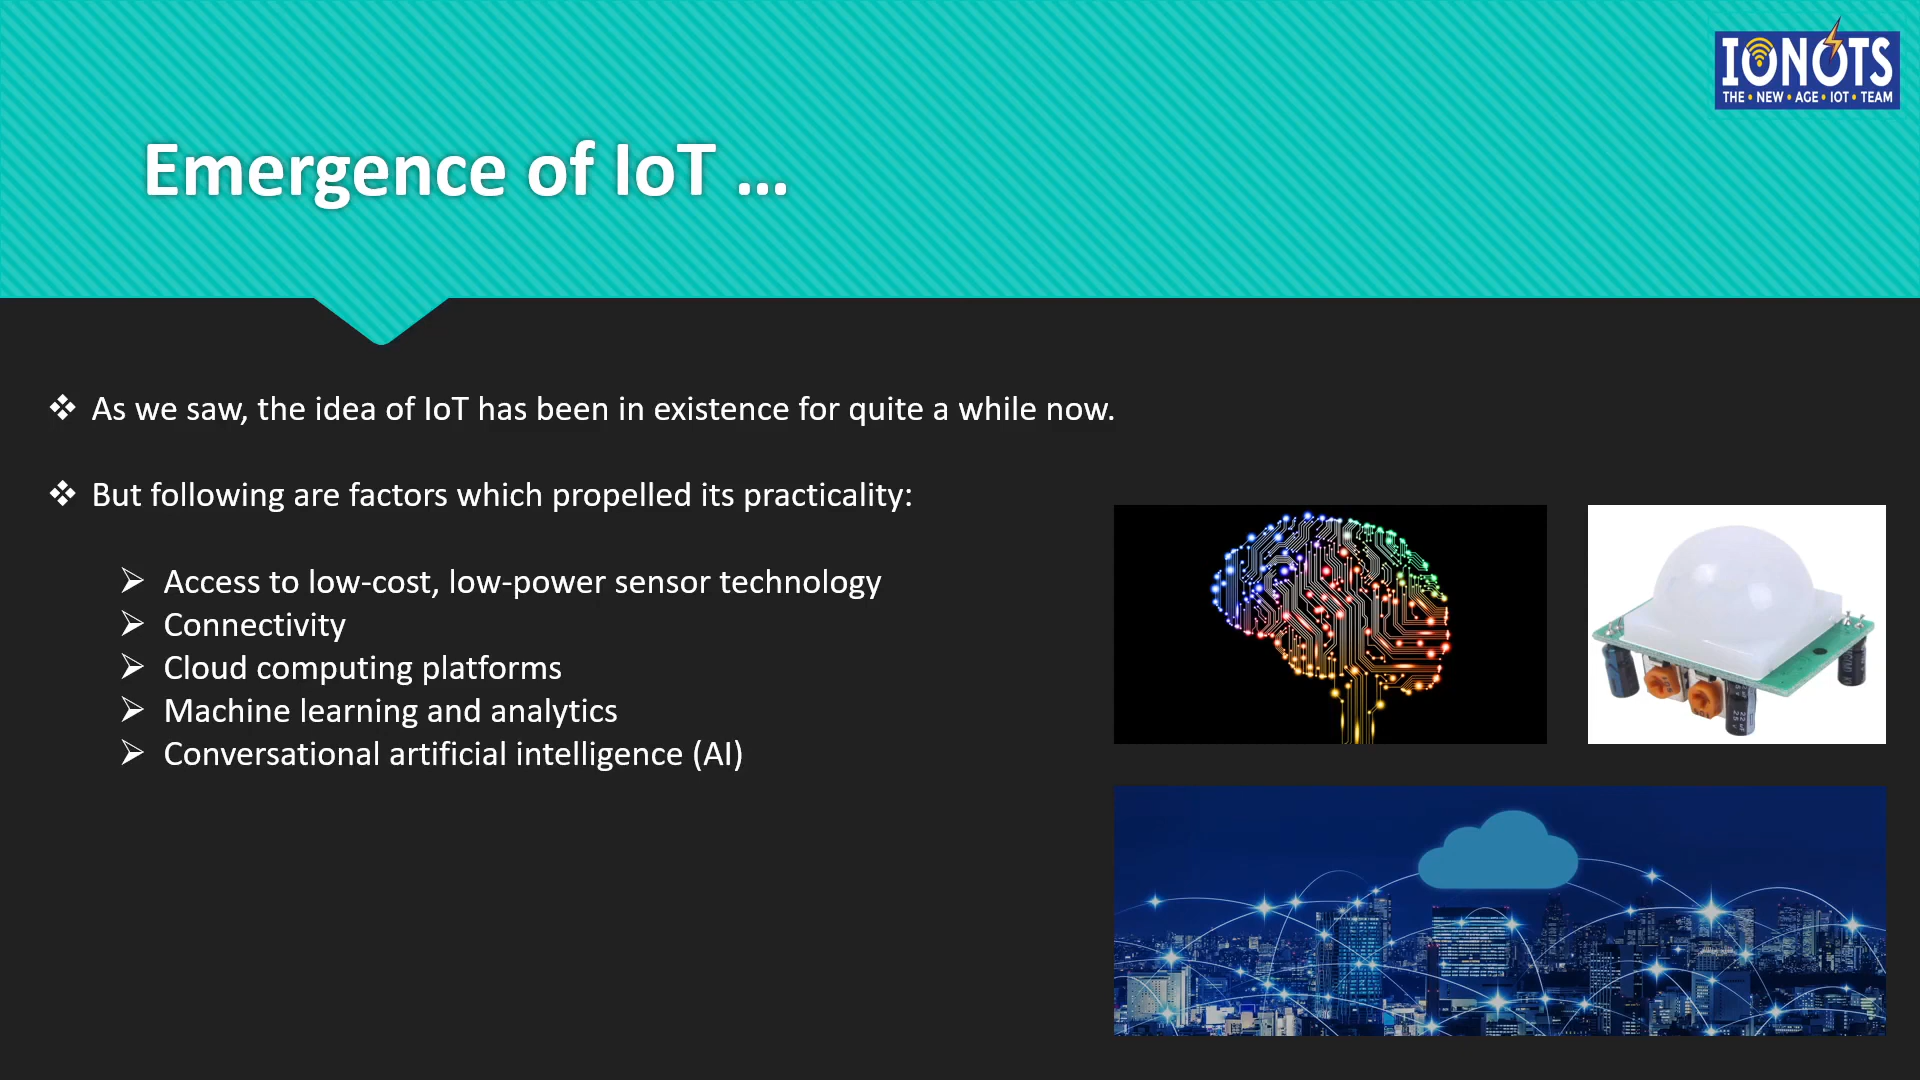 IONOTS
THE • NEW • AGE • IOT • TEAM
Emergence of IoT ...
❖ As we saw, the idea of IoT has been in existence for quite a while now.
❖ But following are factors which propelled its practicality:
➢ Access to low-cost, low-power sensor technology
➢ Connectivity
➢ Cloud computing platforms
➢ Machine learning and analytics
➢ Conversational artificial intelligence (AI)